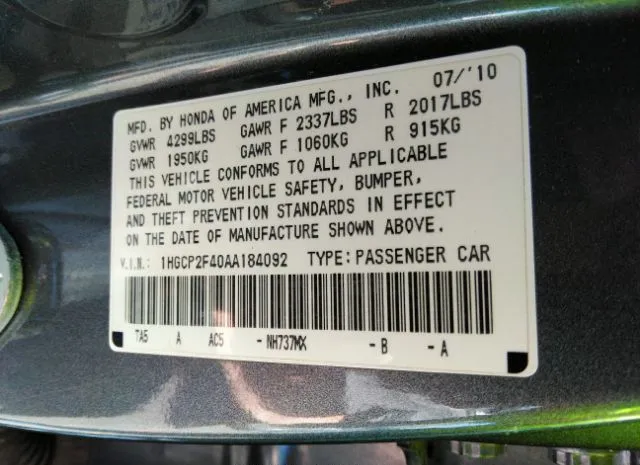 MFD. BY HONDA OF AMERICA MFG., INC. 07/'10
GVWR 4299LBS GAWR F 2337LBS R 2017LBS
GVWR 1950KG GAWR F 1060KG R 915KG
THIS VEHICLE CONFORMS TO ALL APPLICABLE
FEDERAL MOTOR VEHICLE SAFETY, BUMPER,
AND THEFT PREVENTION STANDARDS IN EFFECT
ON THE DATE OF MANUFACTURE SHOWN ABOVE.
V.I.N.: 1HGCP2F40AA184092 TYPE: PASSENGER CAR
TA5 A AC5 -NH737MX -B -A